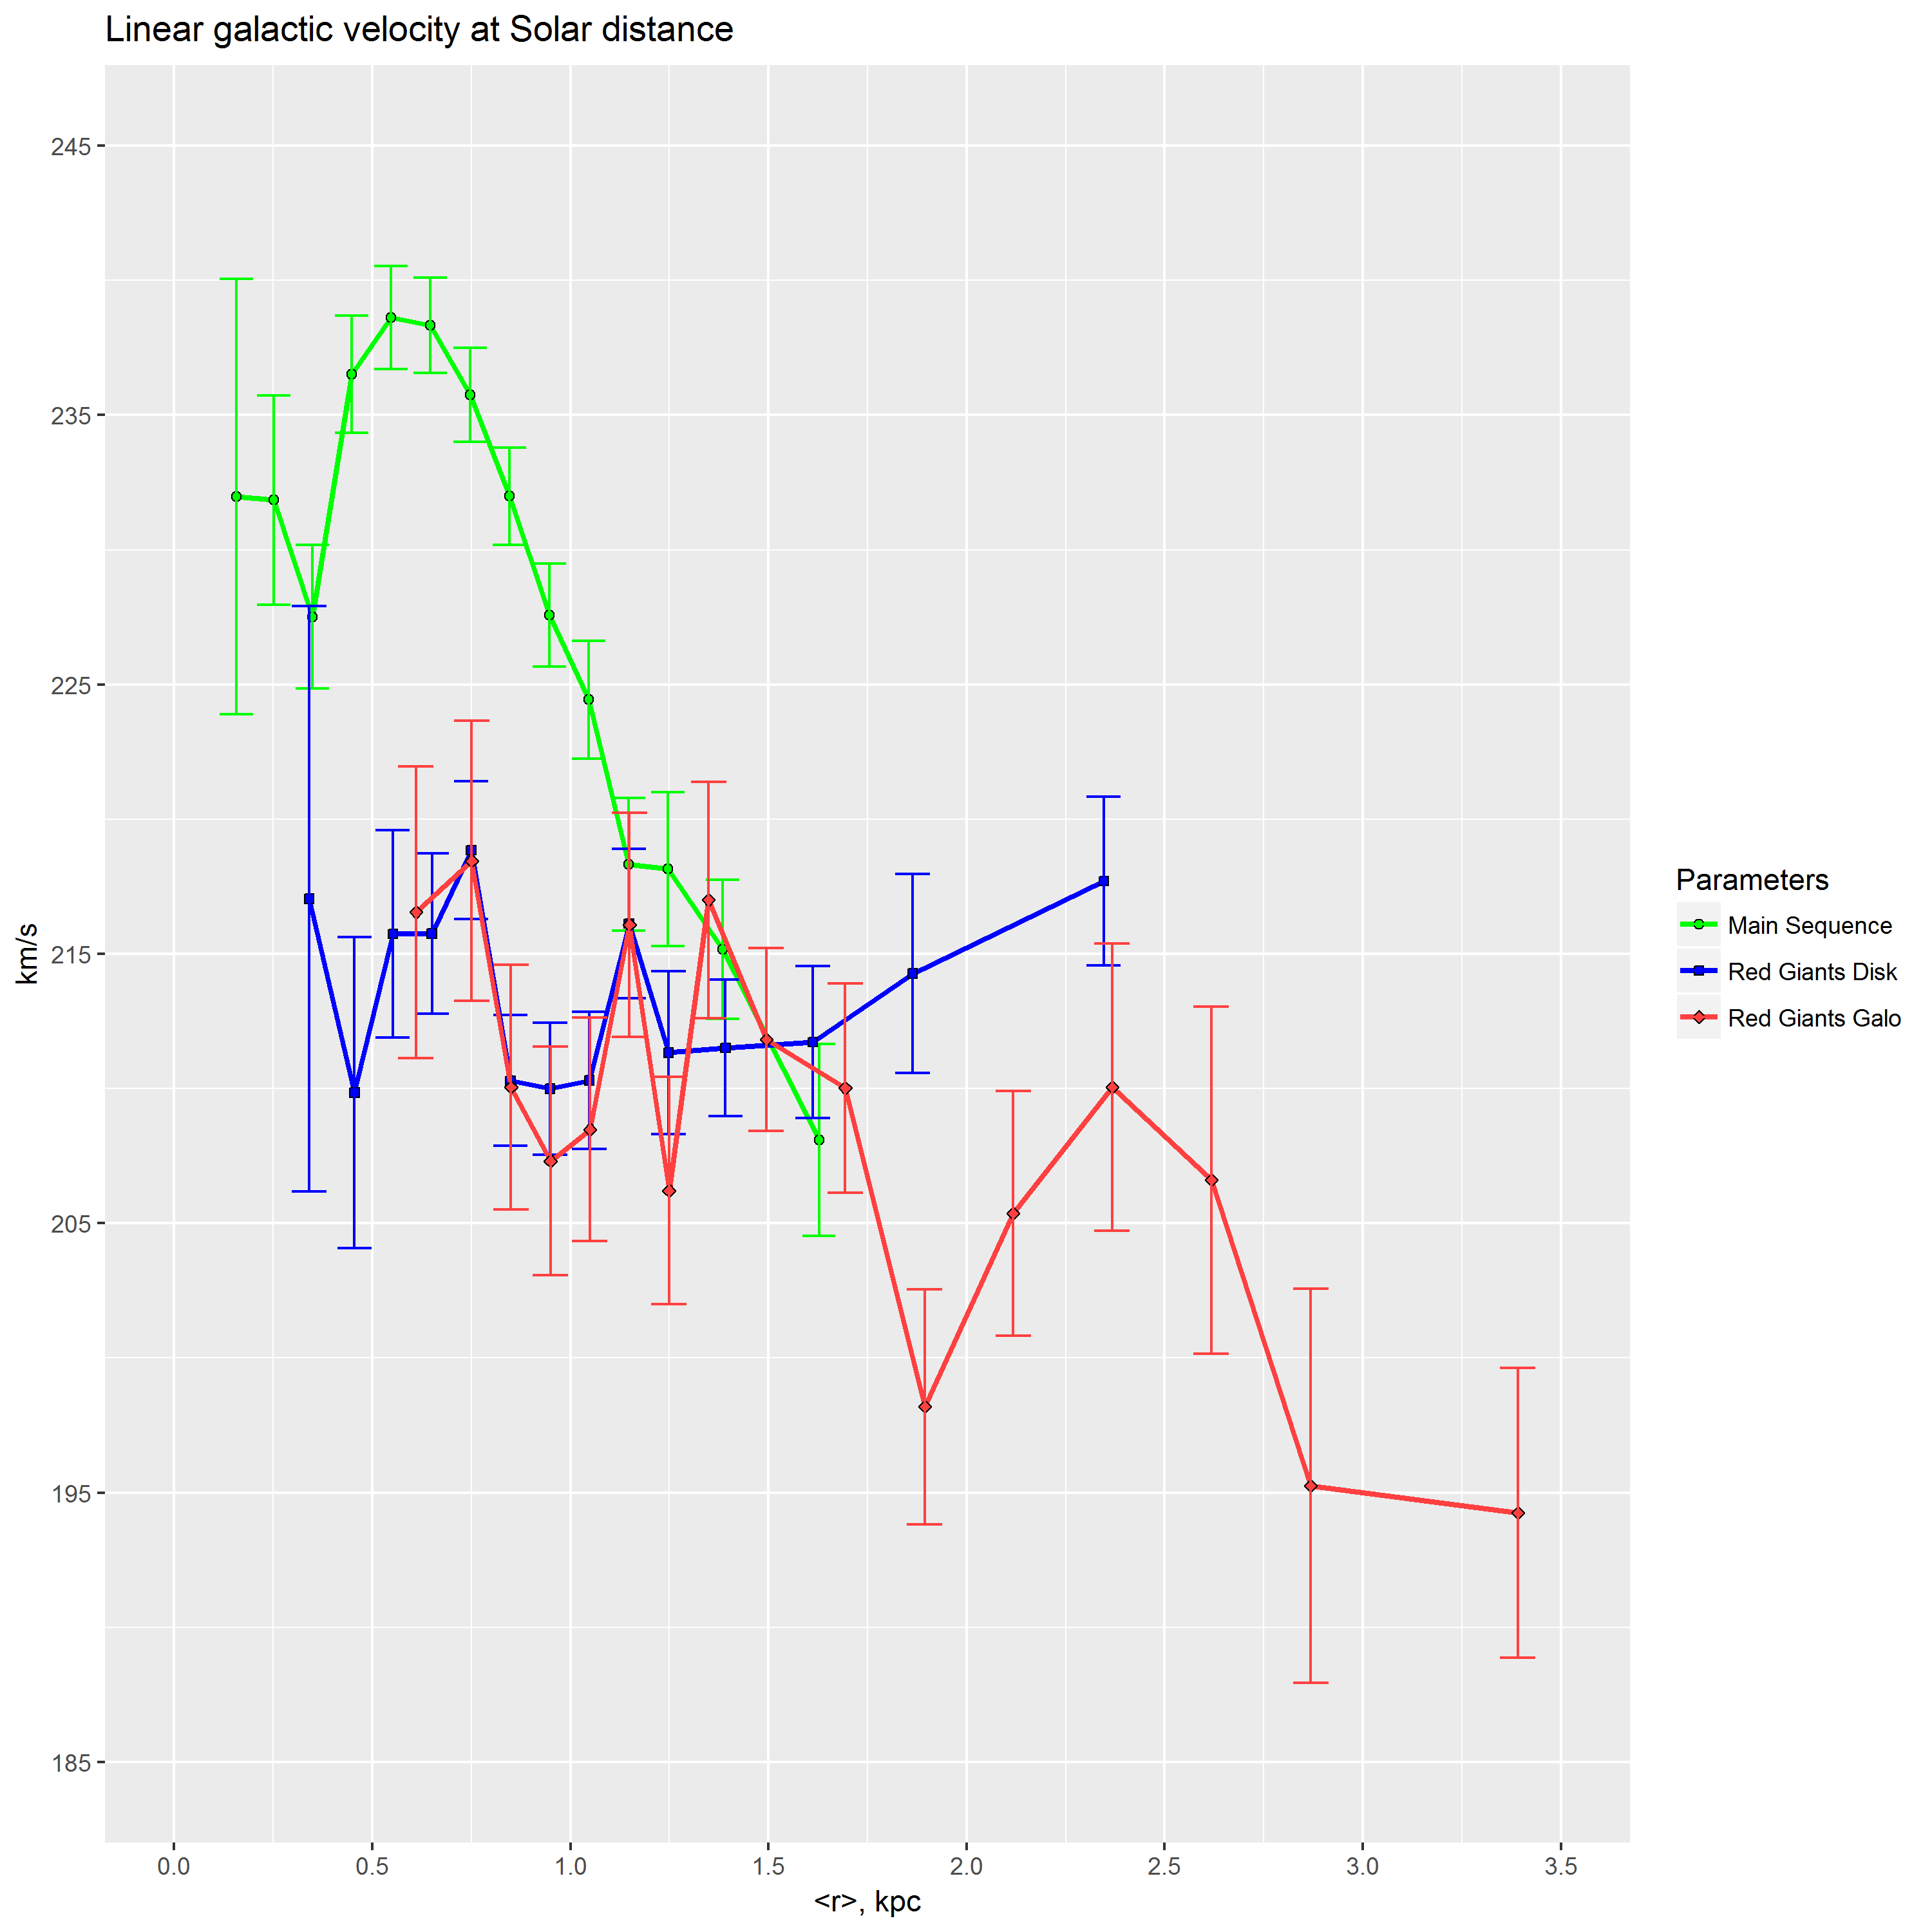 Linear galactic velocity at Solar distance
245
235
225
215
205
195
185
km/s
0.0 0.5 1.0 1.5 2.0 2.5 3.0 3.5
<r>, kpc
Parameters
Main Sequence
Red Giants Disk
Red Giants Galo